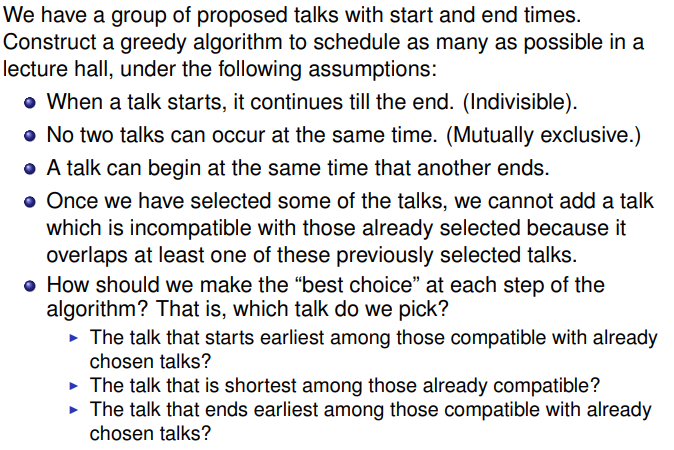 We have a group of proposed talks with start and end times.
Construct a greedy algorithm to schedule as many as possible in a
lecture hall, under the following assumptions:
When a talk starts, it continues till the end. (Indivisible).
No two talks can occur at the same time. (Mutually exclusive.)
A talk can begin at the same time that another ends.
Once we have selected some of the talks, we cannot add a talk
which is incompatible with those already selected because it
overlaps at least one of these previously selected talks.
How should we make the “best choice” at each step of the
algorithm? That is, which talk do we pick?
The talk that starts earliest among those compatible with already
chosen talks?
The talk that is shortest among those already compatible?
The talk that ends earliest among those compatible with already
chosen talks?